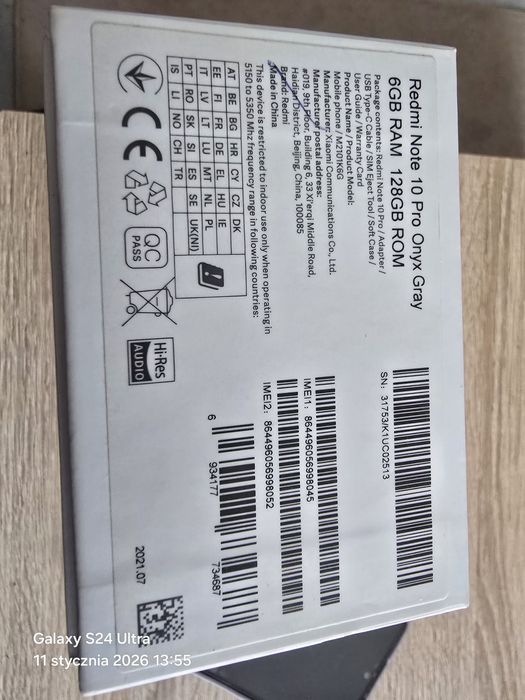 Redmi Note 10 Pro Onyx Gray
6GB RAM 128GB ROM
Package contents: Redmi Note 10 Pro / Adapter /
USB Type-C Cable / SIM Eject Tool / Soft Case /
User Guide / Warranty Card
Product Name / Product Model:
Mobile phone / M2101K6G
Manufacturer: Xiaomi Communications Co., Ltd.
Manufacturer postal address:
#019, 9th Floor, Building 6, 33 Xi'erqi Middle Road,
Haidian District, Beijing, China, 100085
Brand: Redmi
Made in China
This device is restricted to indoor use only when operating in
5150 to 5350 Mhz frequency range in following countries:
AT BE BG HR CY CZ DK
EE FI FR DE EL HU IE
IT LV LT LU MT NL PL
PT RO SK SI ES SE UK(NI)
IS LI NO CH TR
CE
QC
PASS
Hi-Res
AUDIO
SN: 31753/K1UC02513
IMEI1: 864496056998045
IMEI2: 864496056998052
6 934177 734687
2021.07
Galaxy S24 Ultra
11 stycznia 2026 13:55